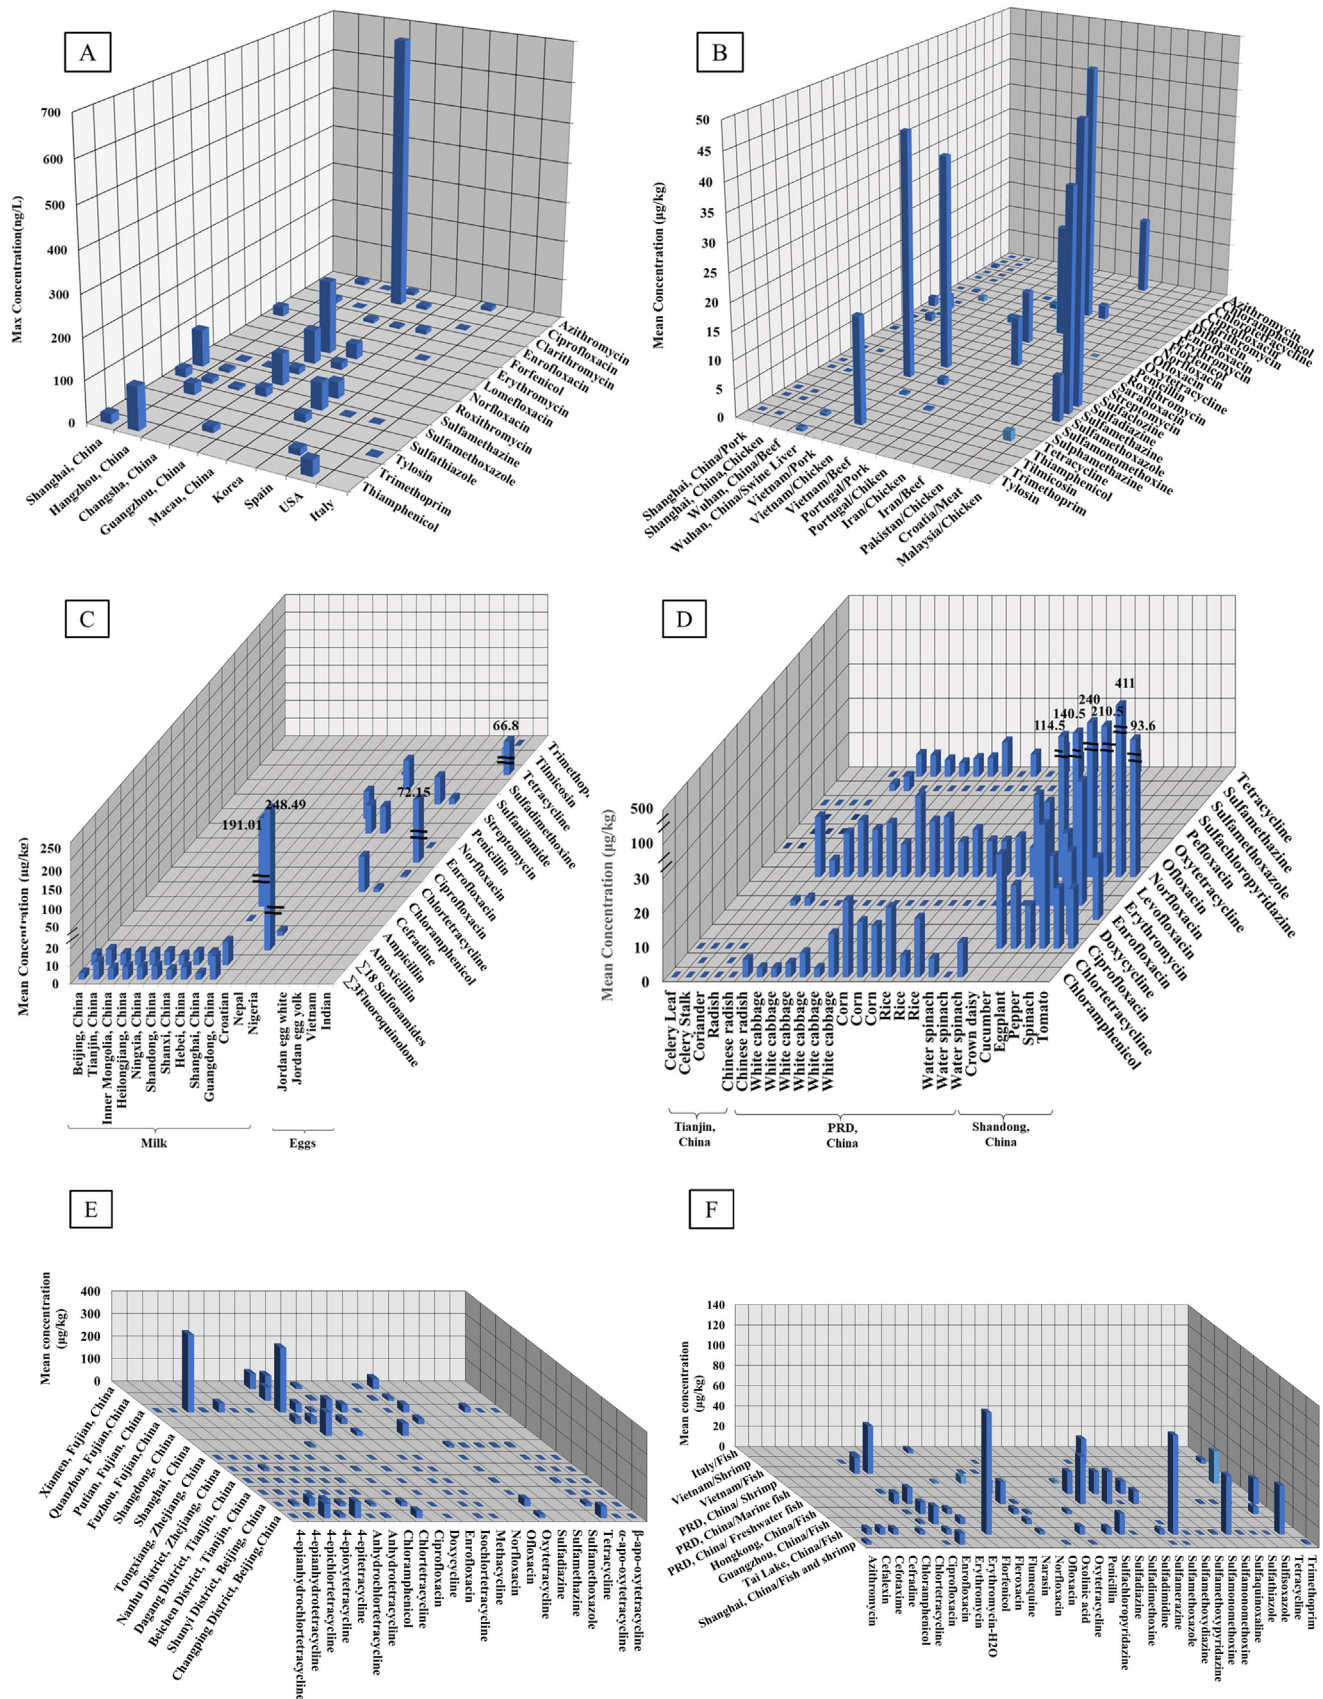 A
Max Concentration(ng/L)
700
600
500
400
300
200
100
0
Shanghai, China
Hangzhou, China
Changsha, China
Guangzhou, China
Macau, China
Korea
Spain
USA
Italy
Azithromycin
Ciprofloxacin
Clarithromycin
Enrofloxacin
Forfenicol
Erythromycin
Lomefloxacin
Norfloxacin
Roxithromycin
Sulfamethazine
Sulfamethoxazole
Sulfathiazole
Tylosin
Trimethoprim
Thiamphenicol
B
Mean Concentration (µg/kg)
50
45
40
35
30
25
20
15
10
5
0
Shanghai, China/Pork
Shanghai, China,Chicken
Wuhan, China/Beef
Wuhan, China/Swine Liver
Vietnam/Pork
Vietnam/Chicken
Vietnam/Beef
Portugal/Pork
Portugal/Chicken
Iran/Chicken
Iran/Beef
Pakistan/Chicken
Croatia/Meat
Malaysia/Chicken
Azithromycin
Oxytetracycline
Penicillin
Roxithromycin
Sarafloxacin
Streptomycin
Sulfaclozine
Sulfadiazine
Sulfamethazine
Sulfamethoxazole
Sulfamonomethoxine
Sulphamethazine
Thiamphenicol
Tetracycline
Tilmicosin
Trimethoprim
Tylosin
C
Mean Concentration (µg/kg)
250
200
150
100
50
20
10
0
191.01
248.49
72.15
66.8
Beijing, China
Tianjin, China
Inner Mongolia, China
Heilongjiang, China
Ningxia, China
Shandong, China
Shanxi, China
Hebei, China
Shanghai, China
Guangdong, China
Croatian
Nepal
Nigeria
Jordan egg white
Jordan egg yolk
Vietnam
Indian
Milk
Eggs
Trimethop.
Tilmicosin
Tetracycline
Sulfadimethoxine
Sulfanilamide
Streptomycin
Penicillin
Norfloxacin
Enrofloxacin
Ciprofloxacin
Chlortetracycline
Chloramphenicol
Cefradine
Ampicillin
Amoxicillin
∑18 Sulfonamides
∑3Fluoroquinolone
D
Mean Concentration (µg/kg)
500
100
30
20
10
0
114.5
140.5
240
210.5
411
93.6
Celery Leaf
Celery Stalk
Coriander
Radish
Chinese radish
Chinese radish
White cabbage
White cabbage
White cabbage
White cabbage
White cabbage
White cabbage
Corn
Corn
Corn
Rice
Rice
Rice
Water spinach
Water spinach
Water spinach
Crown daisy
Cucumber
Eggplant
Pepper
Spinach
Tomato
Tianjin,
China
PRD,
China
Shandong,
China
Tetracycline
Sulfamethoxazole
Sulfamethazine
Sulfachlorpyridazine
Pefloxacin
Oxytetracycline
Ofloxacin
Norfloxacin
Levofloxacin
Erythromycin
Enrofloxacin
Doxycycline
Ciprofloxacin
Chlortetracycline
Chloramphenicol
E
Mean concentration
(µg/kg)
400
300
200
100
0
Xiamen, Fujian, China
Quanzhou, Fujian,China
Putian, Fujian, China
Fuzhou, Fujian,China
Shangdong, China
Shanghai, China
Tongxiang, Zhejiang, China
Nanhu District, Zhejiang, China
Dagang District, Tianjin, China
Beichen District, Tianjin, China
Shunyi District, Beijing, China
Changping District, Beijing,China
4-epianhydrochlortetracycline
4-epianhydrotetracycline
4-epichlortetracycline
4-epioxytetracycline
4-epitetracycline
Anhydrochlortetracycline
Anhydrotetracycline
Chloramphenicol
Chlortetracycline
Ciprofloxacin
Doxycycline
Enrofloxacin
Isochlortetracycline
Methacycline
Norfloxacin
Ofloxacin
Oxytetracycline
Sulfadiazine
Sulfamethazine
Sulfamethoxazole
Tetracycline
α-apo-oxytetracycline
β-apo-oxytetracycline
F
Mean concentration
(µg/kg)
140
120
100
80
60
40
20
0
Italy/Fish
Vietnam/Shrimp
Vietnam/Fish
PRD, China/ Shrimp
PRD, China/Marine fish
PRD, China/ Freshwater fish
Hongkong, China/Fish
Guangzhou, China/Fish
Tai Lake, China/Fish
Shanghai, China/Fish and shrimp
Azithromycin
Cefalexin
Cefotaxime
Cefradine
Chloramphenicol
Chlortetracycline
Ciprofloxacin
Enrofloxacin
Erythromycin
Erythromycin-H2O
Florfenicol
Fleroxacin
Flumequine
Narasin
Norfloxacin
Ofloxacin
Oxolinic acid
Oxytetracycline
Penicillin
Sulfachloropyridazine
Sulfadiazine
Sulfadimethoxine
Sulfadimidine
Sulfamerazine
Sulfamethoxazole
Sulfamethoxydiazine
Sulfamethoxypyridazine
Sulfamonomethoxine
Sulfanomethoxine
Sulfaquinoxaline
Sulfathiazole
Sulfisoxazole
Tetracycline
Trimethoprim